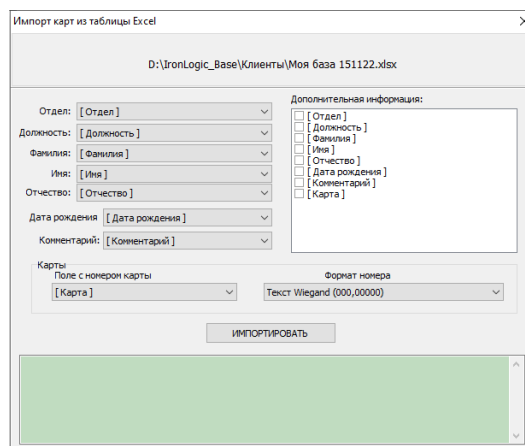 Импорт карт из таблицы Excel
D:\IronLogic_Base\Клиенты\Моя база 151122.xlsx
Отдел: [ Отдел ]
Должность: [ Должность ]
Фамилия: [ Фамилия ]
Имя: [ Имя ]
Отчество: [ Отчество ]
Дата рождения [ Дата рождения ]
Комментарий: [ Комментарий ]
Дополнительная информация:
[ Отдел ]
[ Должность ]
[ Фамилия ]
[ Имя ]
[ Отчество ]
[ Дата рождения ]
[ Комментарий ]
[ Карта ]
Карты
Поле с номером карты
[ Карта ]
Формат номера
Текст Wiegand (000,00000)
ИМПОРТИРОВАТЬ